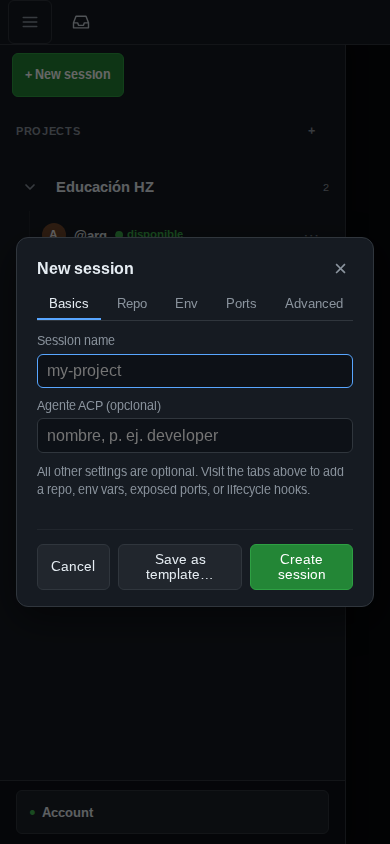 + New session
PROJECTS +
Educación HZ 2
A @arq disponible ...
New session ×
Basics Repo Env Ports Advanced
Session name
my-project
Agente ACP (opcional)
nombre, p. ej. developer
All other settings are optional. Visit the tabs above to add
a repo, env vars, exposed ports, or lifecycle hooks.
Cancel
Save as
template…
Create
session
Account